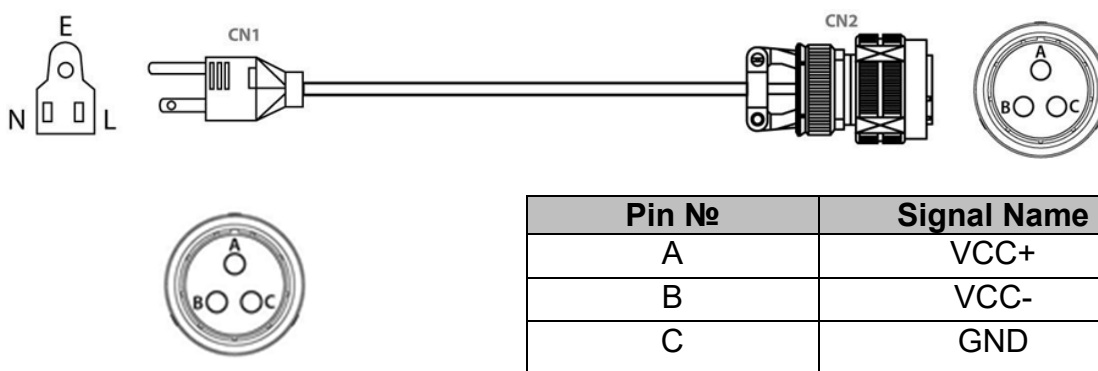 E
CN1
CN2
N
L
A
B
C
A
B
C
Pin № Signal Name
A VCC+
B VCC-
C GND